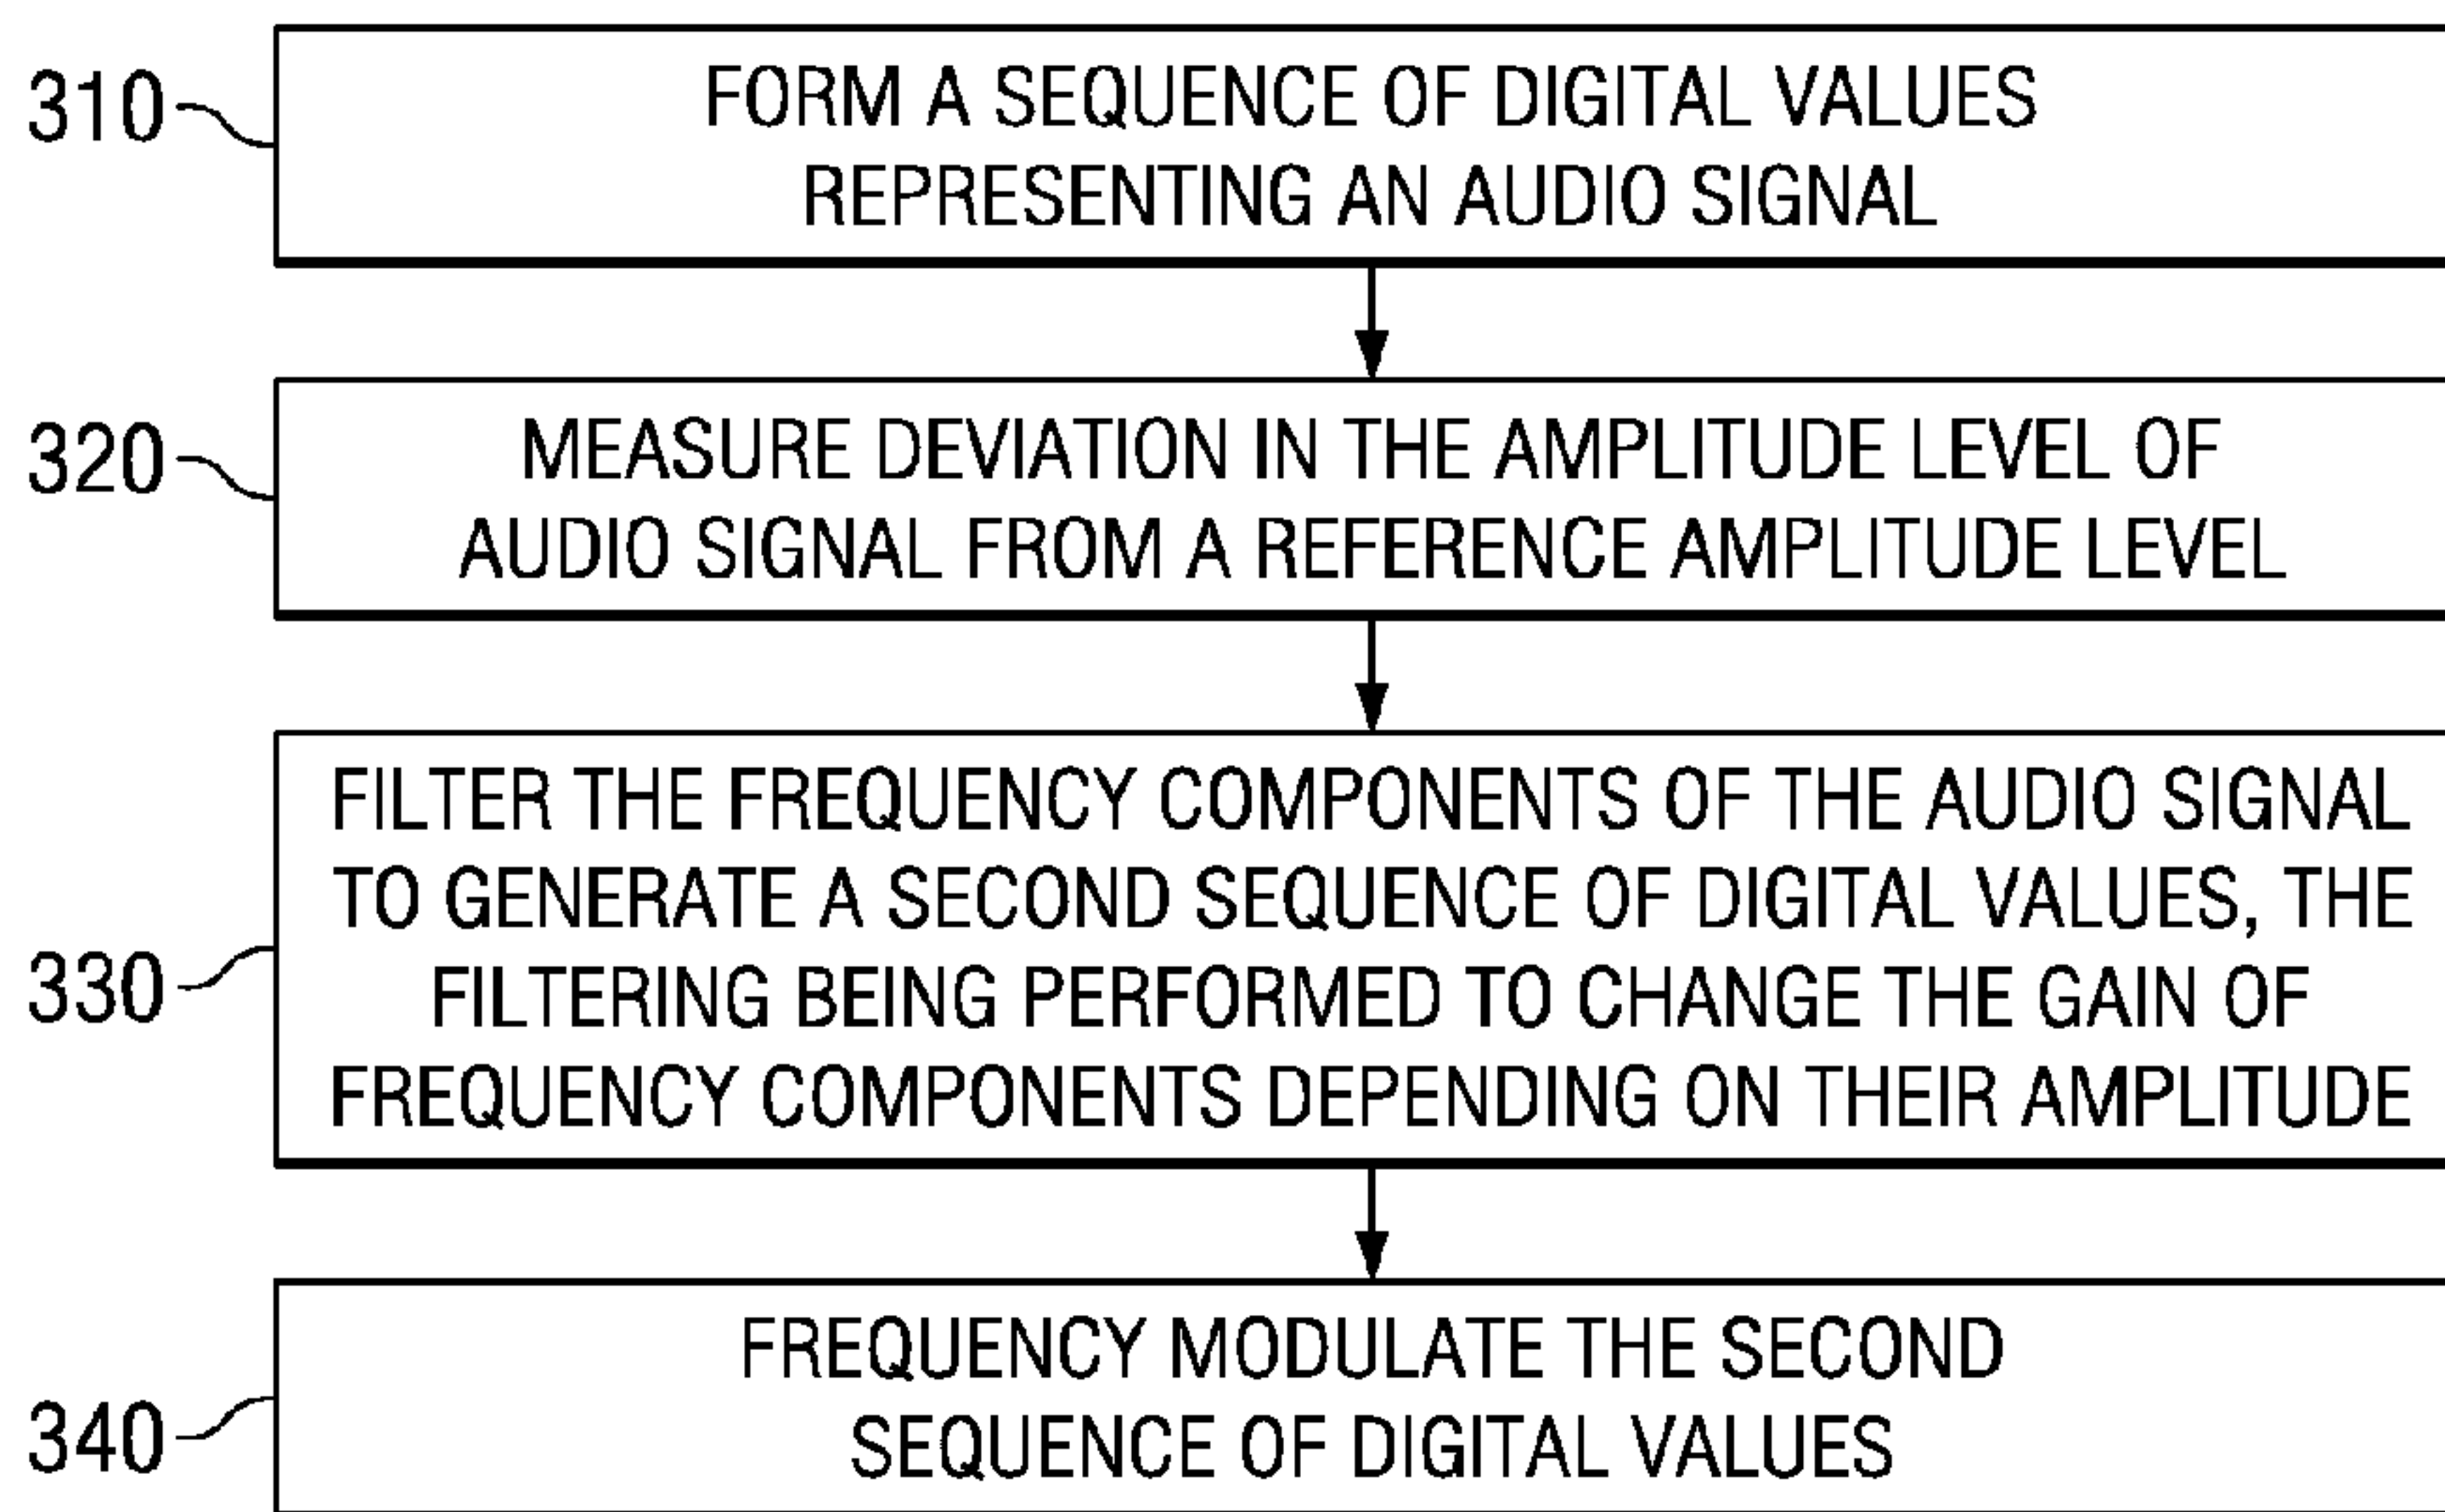 310
FORM A SEQUENCE OF DIGITAL VALUES
REPRESENTING AN AUDIO SIGNAL
320
MEASURE DEVIATION IN THE AMPLITUDE LEVEL OF
AUDIO SIGNAL FROM A REFERENCE AMPLITUDE LEVEL
330
FILTER THE FREQUENCY COMPONENTS OF THE AUDIO SIGNAL
TO GENERATE A SECOND SEQUENCE OF DIGITAL VALUES, THE
FILTERING BEING PERFORMED TO CHANGE THE GAIN OF
FREQUENCY COMPONENTS DEPENDING ON THEIR AMPLITUDE
340
FREQUENCY MODULATE THE SECOND
SEQUENCE OF DIGITAL VALUES